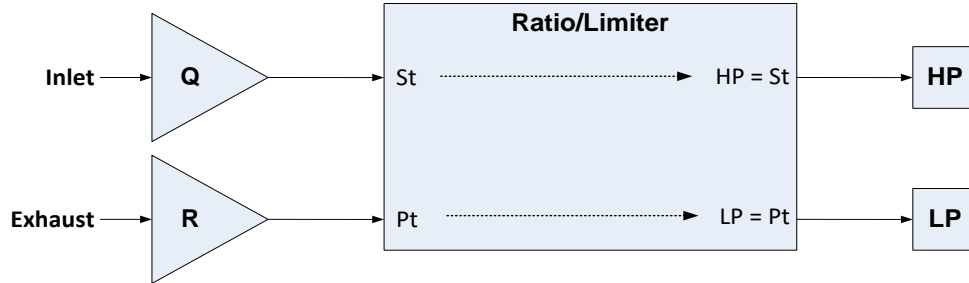 Ratio/Limiter
Inlet Q St HP = St HP
Exhaust R Pt LP = Pt LP